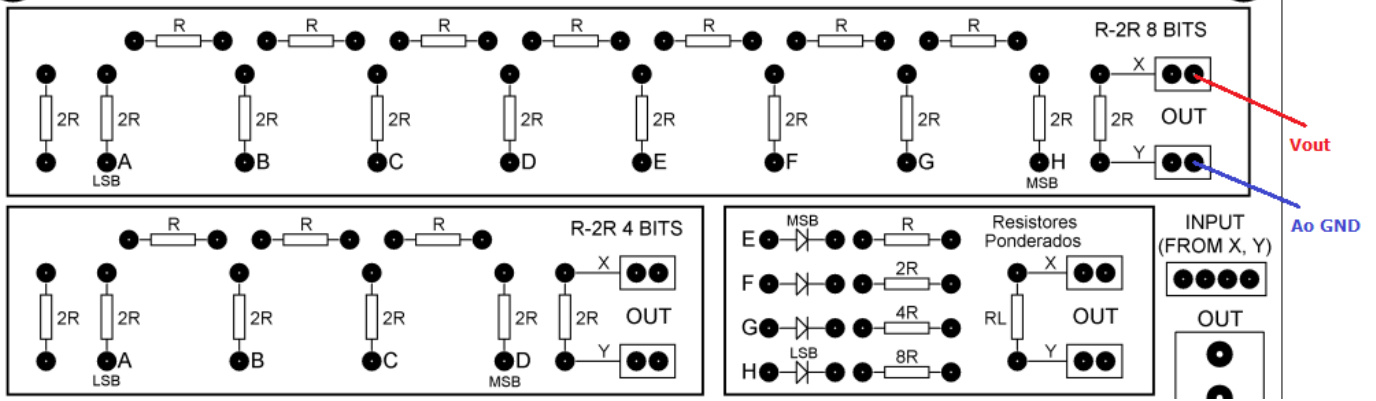 R R R R R R R
R-2R 8 BITS
X
2R 2R 2R 2R 2R 2R 2R 2R 2R 2R
OUT
Vout
Y
A B C D E F G H
LSB
MSB
Ao GND
R R R
R-2R 4 BITS
X
2R 2R 2R 2R 2R 2R
OUT
Y
A B C D
LSB
MSB
MSB
E R
Resistores
Ponderados
F 2R
X
G 4R
RL
OUT
LSB
H 8R
Y
INPUT
(FROM X, Y)
OUT